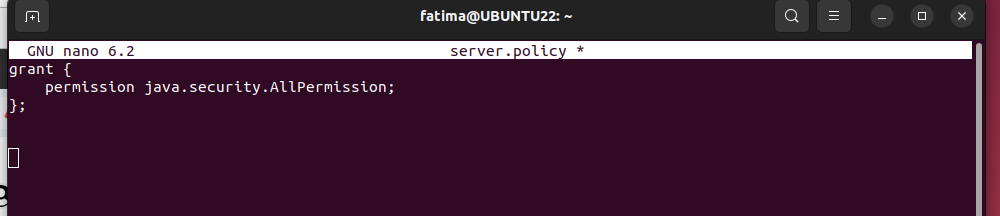 fatima@UBUNTU22: ~
GNU nano 6.2 server.policy *
grant {
    permission java.security.AllPermission;
};